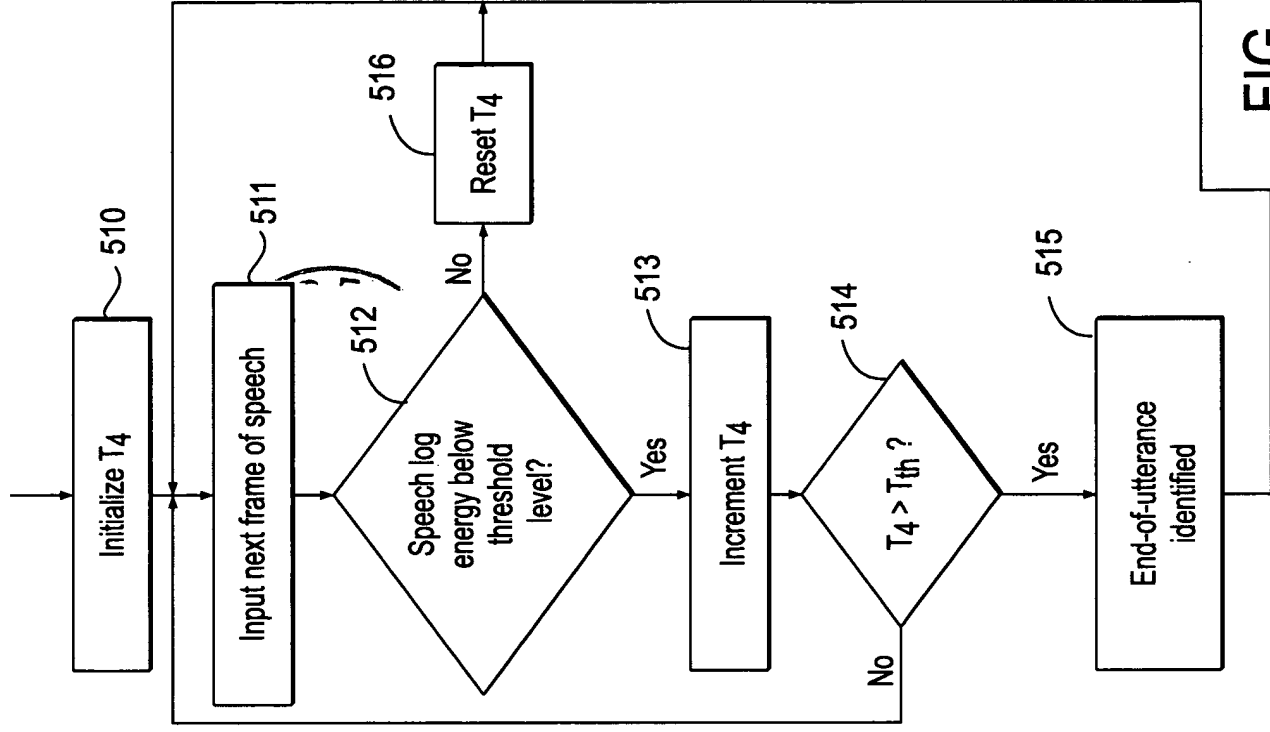 Initialize T4
510
Input next frame of speech
511
Speech log
energy below
threshold
level?
512
No
Reset T4
516
Yes
Increment T4
513
T4 > Tth ?
514
No
Yes
End-of-utterance
identified
515
FIG